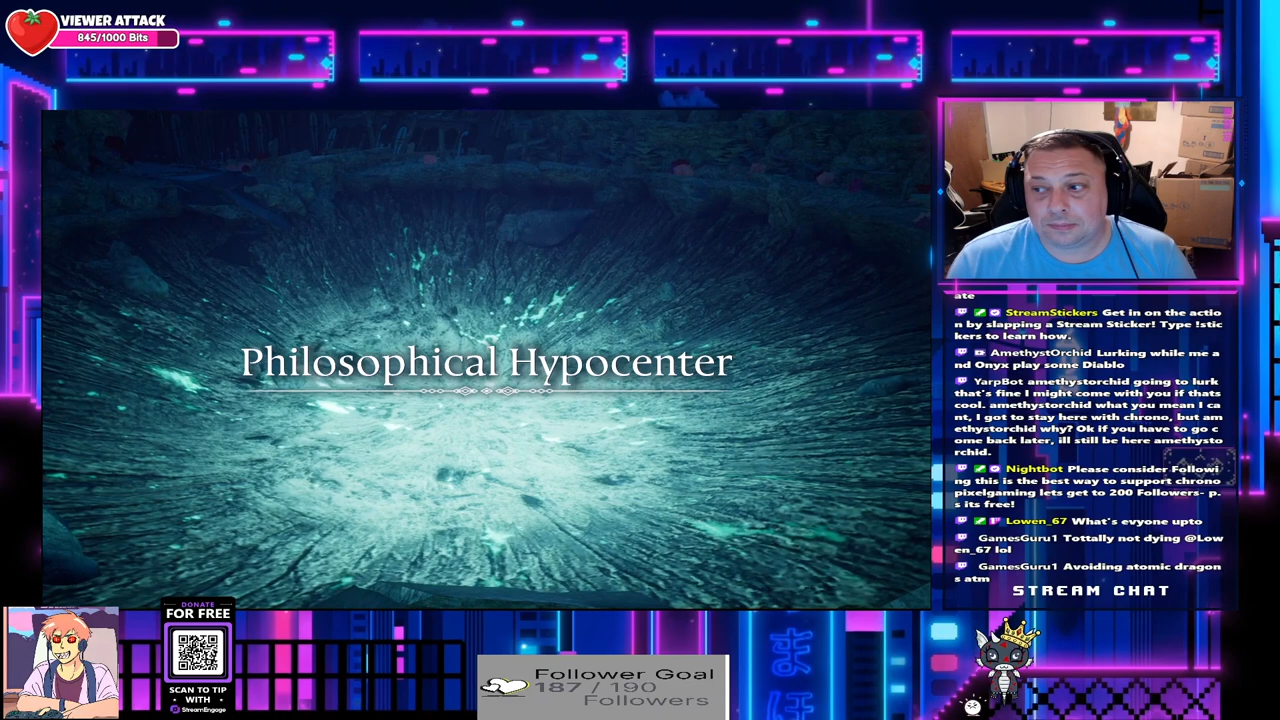 VIEWER ATTACK
845/1000 Bits
Philosophical Hypocenter
ate
StreamStickers Get in on the actio
n by slapping a Stream Sticker! Type !stic
kers to learn how.
AmethystOrchid Lurking while me a
nd Onyx play some Diablo
YarpBot amethystorchid going to lurk
that's fine I might come with you if thats
cool. amethystorchid what you mean I ca
nt, I got to stay here with chrono, but am
ethystorchid why? Ok if you have to go c
ome back later, ill still be here amethysto
rchid.
Nightbot Please consider Followi
ng this is the best way to support chrono
pixelgaming lets get to 200 Followers- p.
s its free!
Lowen_67 What's evyone upto
GamesGuru1 Tottally not dying @Low
en_67 lol
GamesGuru1 Avoiding atomic dragon
s atm
STREAM CHAT
DONATE
FOR FREE
SCAN TO TIP
• WITH •
StreamEngage
Follower Goal
187 / 190
Followers
ま
ほ